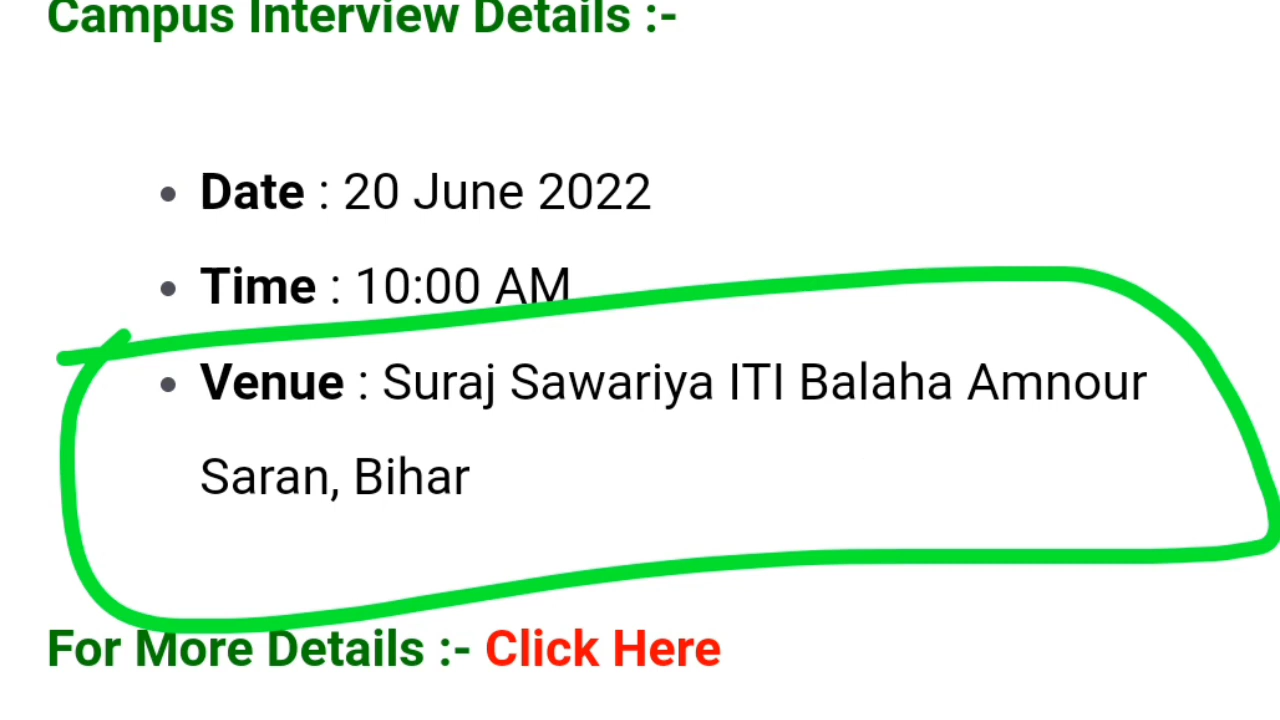 Campus Interview Details :-
Date : 20 June 2022
Time : 10:00 AM
Venue : Suraj Sawariya ITI Balaha Amnour
Saran, Bihar
For More Details :- Click Here